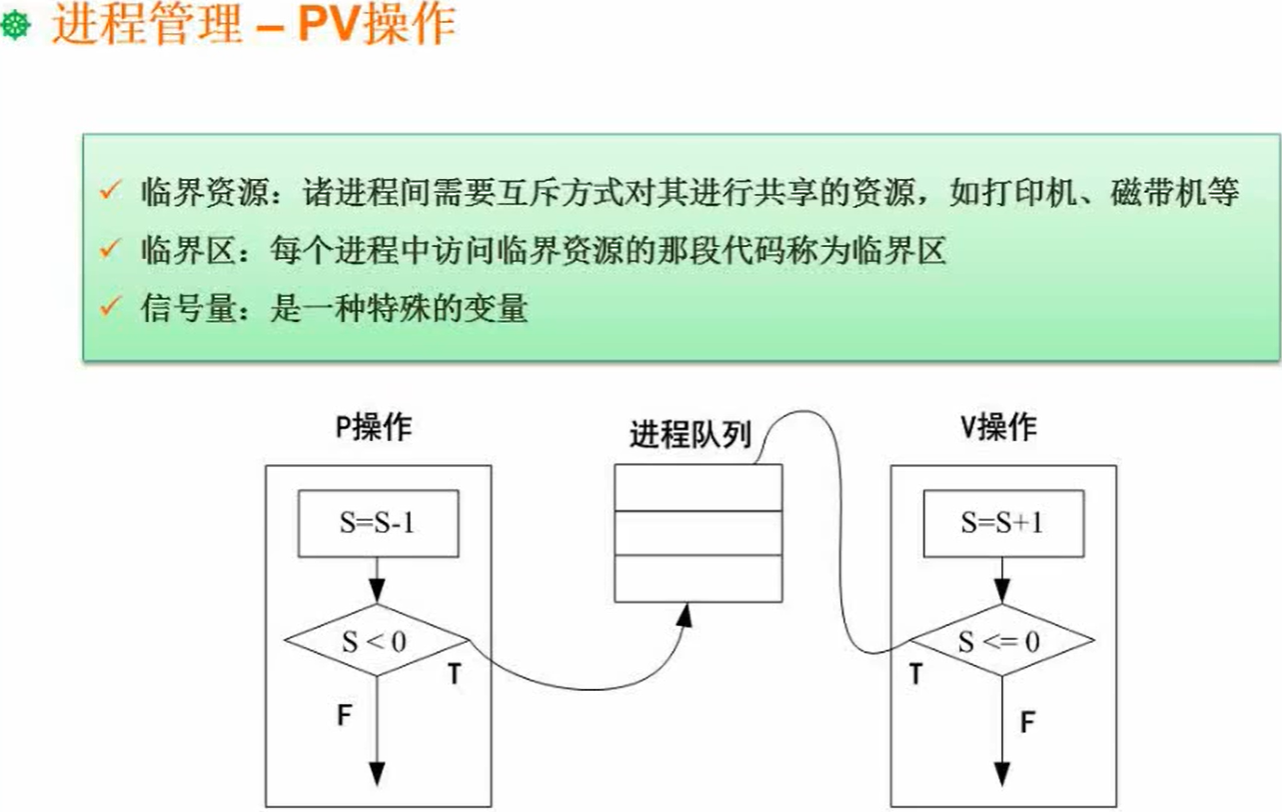 进程管理 – PV操作
临界资源：诸进程间需要互斥方式对其进行共享的资源，如打印机、磁带机等
临界区：每个进程中访问临界资源的那段代码称为临界区
信号量：是一种特殊的变量
P操作
进程队列
V操作
S=S-1
S=S+1
S < 0
S <= 0
T
T
F
F